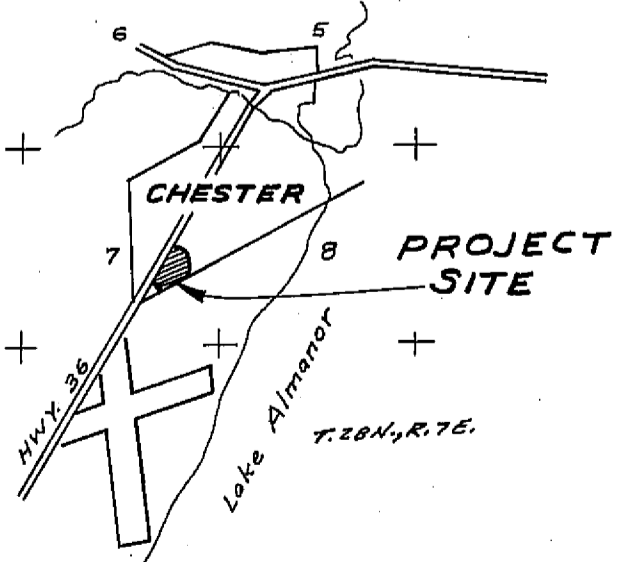 6
5
CHESTER
7
8
PROJECT
SITE
HWY. 36
Lake Almanor
T.28N., R.7E.